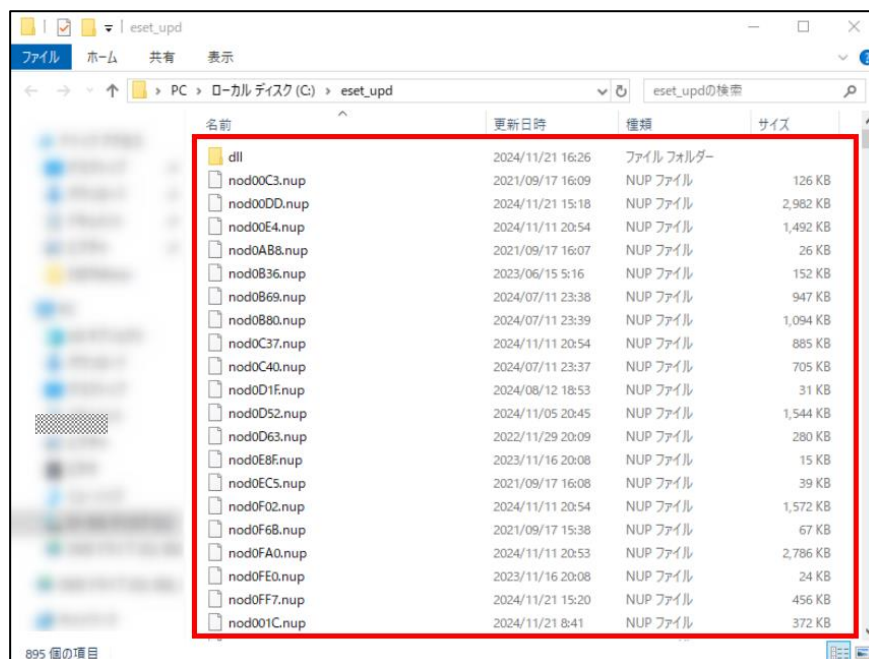 eset_upd
ファイル ホーム 共有 表示
PC > ローカル ディスク (C:) > eset_upd eset_updの検索
名前 更新日時 種類 サイズ
dll 2024/11/21 16:26 ファイル フォルダー
nod00C3.nup 2021/09/17 16:09 NUP ファイル 126 KB
nod00DD.nup 2024/11/21 15:18 NUP ファイル 2,982 KB
nod00E4.nup 2024/11/11 20:54 NUP ファイル 1,492 KB
nod0AB8.nup 2021/09/17 16:07 NUP ファイル 26 KB
nod0B36.nup 2023/06/15 5:16 NUP ファイル 152 KB
nod0B69.nup 2024/07/11 23:38 NUP ファイル 947 KB
nod0B80.nup 2024/07/11 23:39 NUP ファイル 1,094 KB
nod0C37.nup 2024/11/11 20:54 NUP ファイル 885 KB
nod0C40.nup 2024/07/11 23:37 NUP ファイル 705 KB
nod0D1F.nup 2024/08/12 18:53 NUP ファイル 31 KB
nod0D52.nup 2024/11/05 20:45 NUP ファイル 1,544 KB
nod0D63.nup 2022/11/29 20:09 NUP ファイル 280 KB
nod0E8F.nup 2023/11/16 20:08 NUP ファイル 15 KB
nod0EC5.nup 2021/09/17 16:08 NUP ファイル 39 KB
nod0F02.nup 2024/11/11 20:54 NUP ファイル 1,572 KB
nod0F6B.nup 2021/09/17 15:38 NUP ファイル 67 KB
nod0FA0.nup 2024/11/11 20:53 NUP ファイル 2,786 KB
nod0FE0.nup 2023/11/16 20:08 NUP ファイル 24 KB
nod0FF7.nup 2024/11/21 15:20 NUP ファイル 456 KB
nod001C.nup 2024/11/21 8:41 NUP ファイル 372 KB
895 個の項目